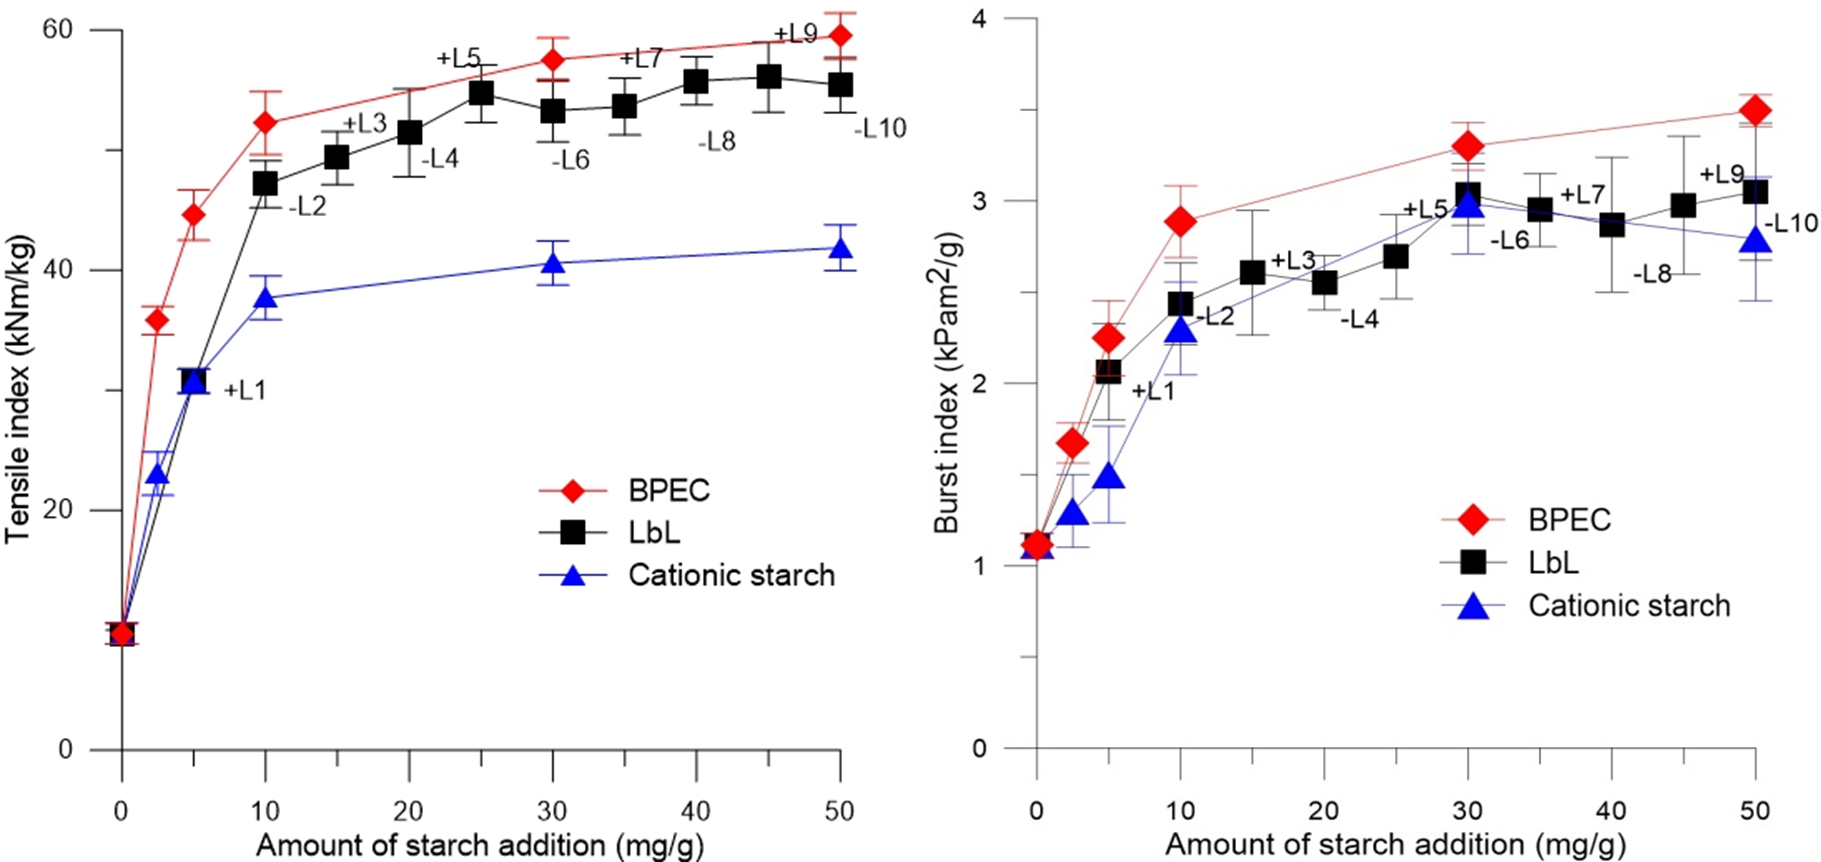 60
40
20
0
Tensile index (kNm/kg)
+L1
-L2
+L3
-L4
+L5
-L6
+L7
-L8
+L9
-L10
BPEC
LbL
Cationic starch
0 10 20 30 40 50
Amount of starch addition (mg/g)
4
3
2
1
0
Burst index (kPam²/g)
+L1
-L2
+L3
-L4
+L5
-L6
+L7
-L8
+L9
-L10
BPEC
LbL
Cationic starch
0 10 20 30 40 50
Amount of starch addition (mg/g)